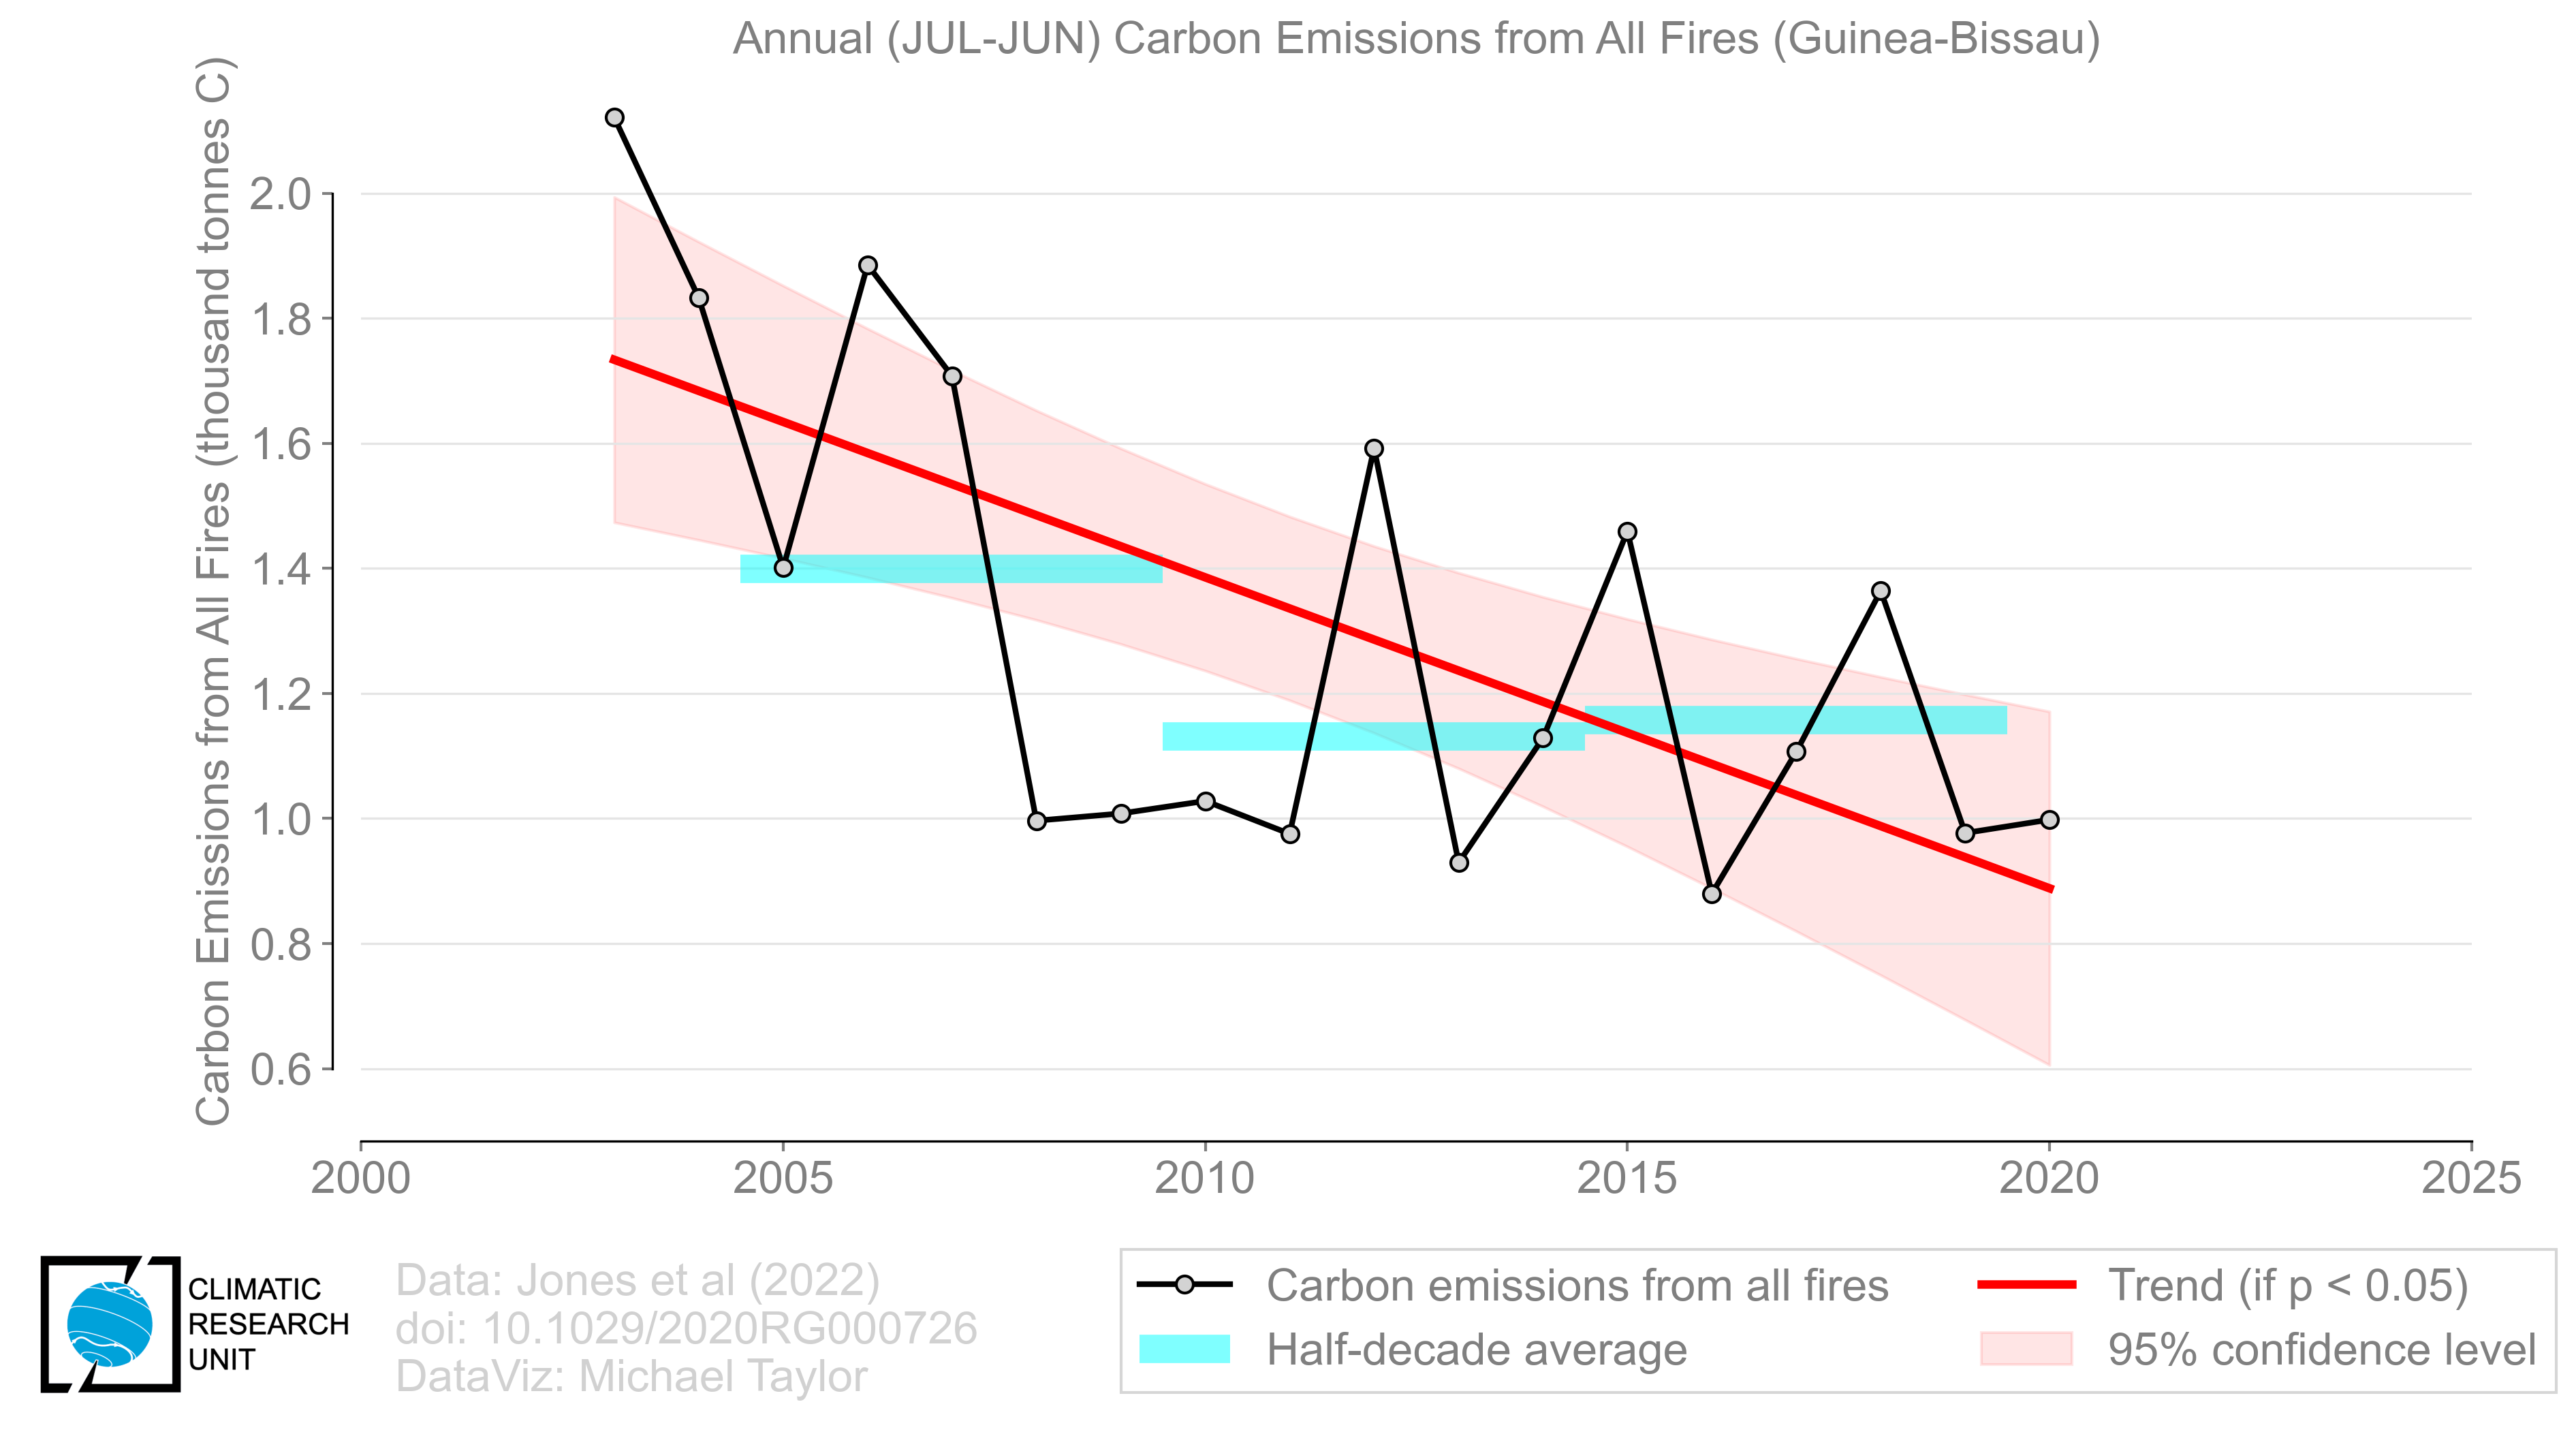 Annual (JUL-JUN) Carbon Emissions from All Fires (Guinea-Bissau)
Carbon Emissions from All Fires (thousand tonnes C)
2.0
1.8
1.6
1.4
1.2
1.0
0.8
0.6
2000
2005
2010
2015
2020
2025
CLIMATIC
RESEARCH
UNIT
Data: Jones et al (2022)
doi: 10.1029/2020RG000726
DataViz: Michael Taylor
Carbon emissions from all fires
Half-decade average
Trend (if p < 0.05)
95% confidence level